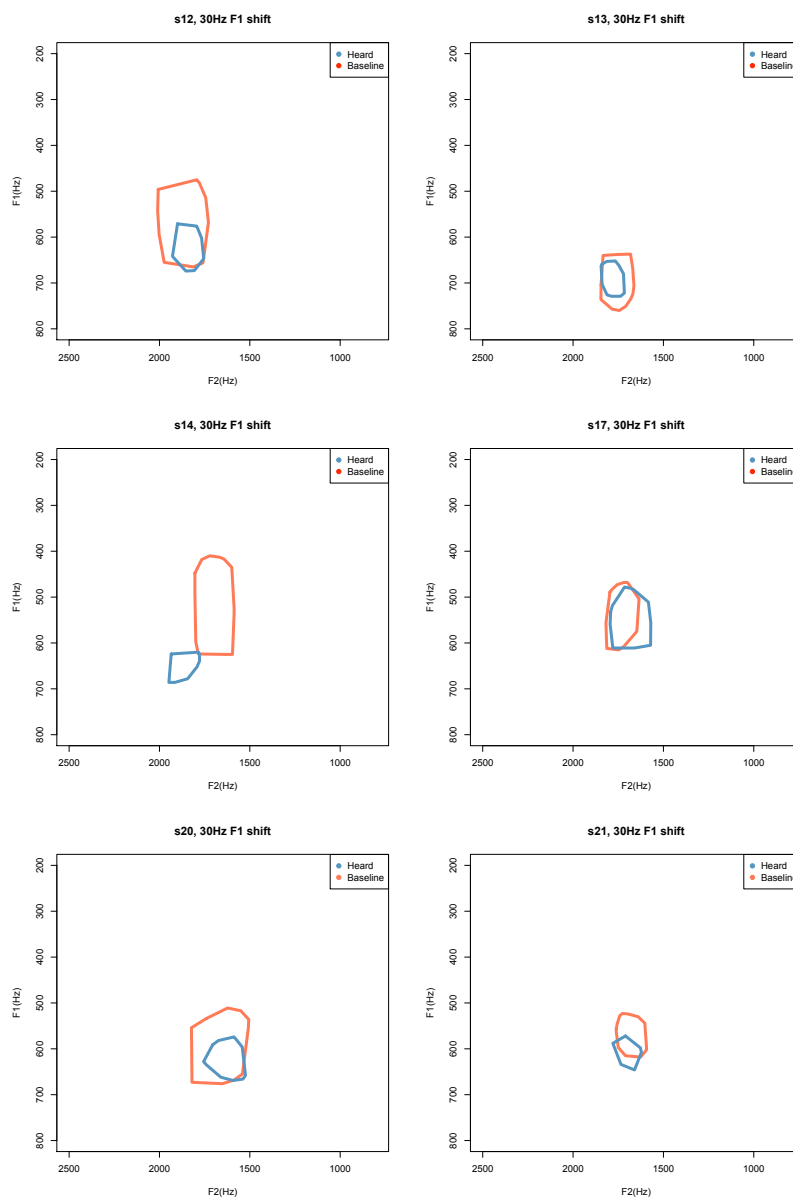 s12, 30Hz F1 shift
Heard
Baseline
200
300
400
500
600
700
800
F1(Hz)
2500
2000
1500
1000
F2(Hz)
s13, 30Hz F1 shift
Heard
Baseline
200
300
400
500
600
700
800
F1(Hz)
2500
2000
1500
1000
F2(Hz)
s14, 30Hz F1 shift
Heard
Baseline
200
300
400
500
600
700
800
F1(Hz)
2500
2000
1500
1000
F2(Hz)
s17, 30Hz F1 shift
Heard
Baseline
200
300
400
500
600
700
800
F1(Hz)
2500
2000
1500
1000
F2(Hz)
s20, 30Hz F1 shift
Heard
Baseline
200
300
400
500
600
700
800
F1(Hz)
2500
2000
1500
1000
F2(Hz)
s21, 30Hz F1 shift
Heard
Baseline
200
300
400
500
600
700
800
F1(Hz)
2500
2000
1500
1000
F2(Hz)